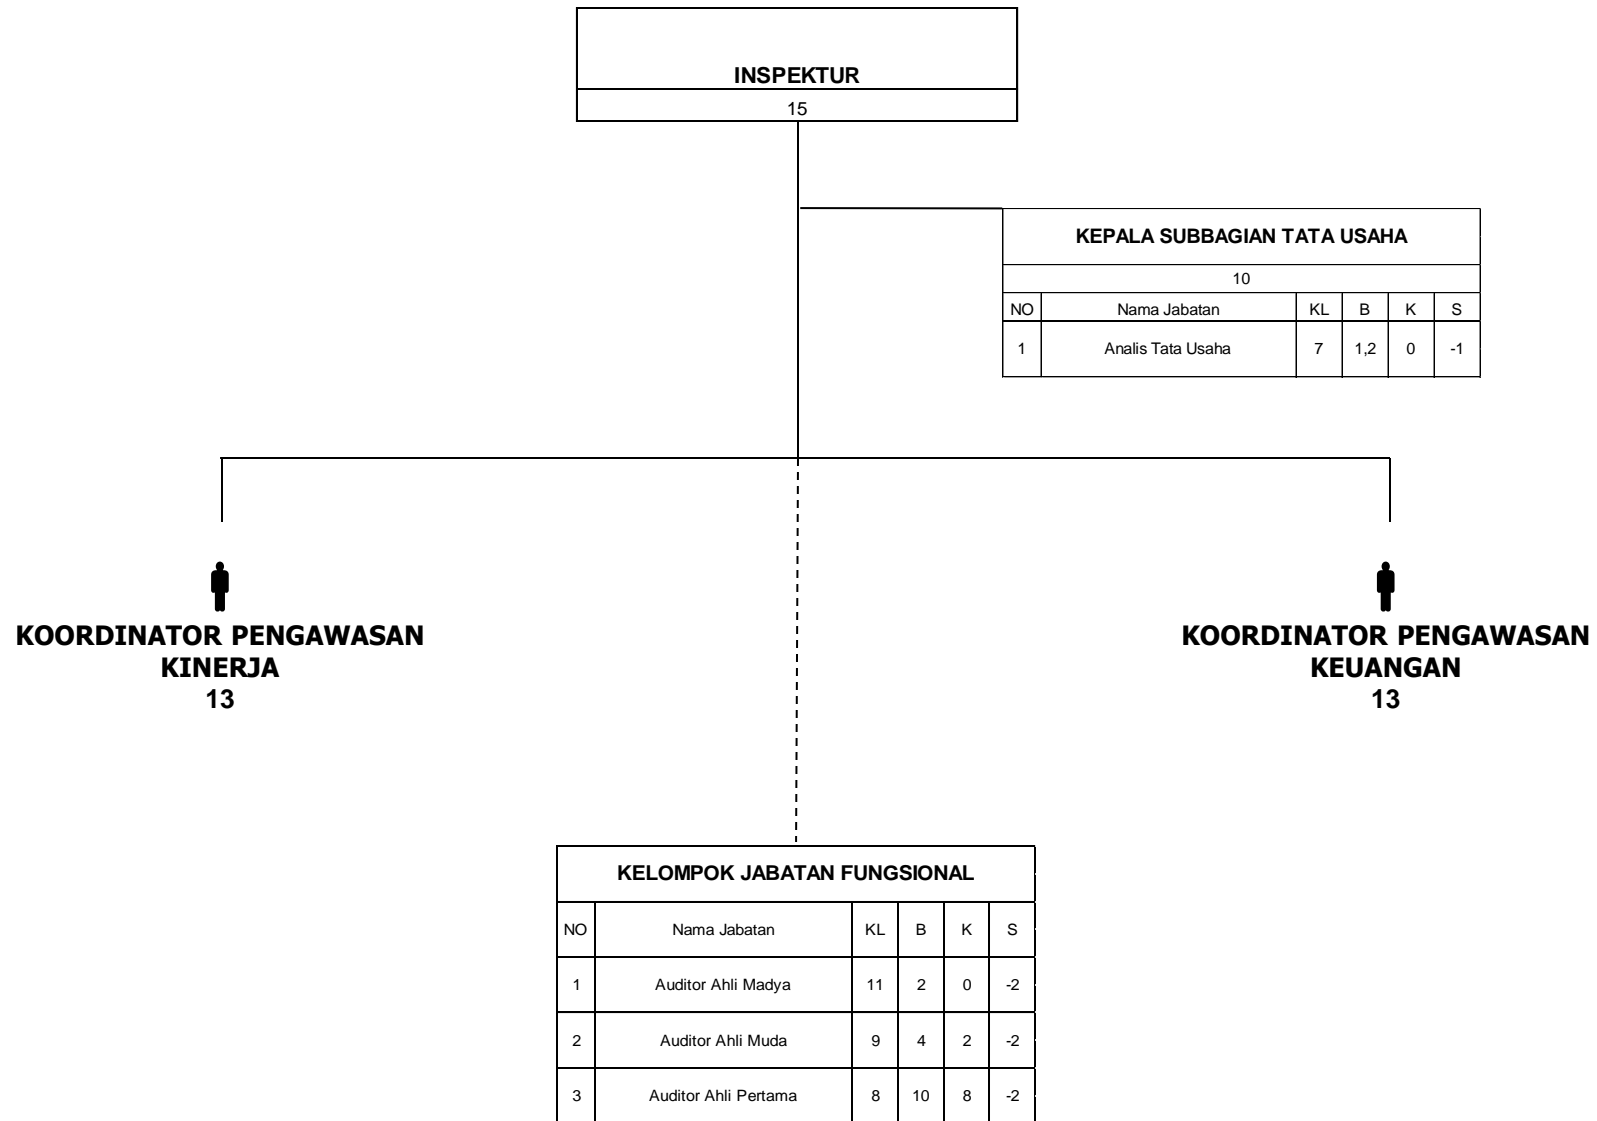 INSPEKTUR
15
KEPALA SUBBAGIAN TATA USAHA
10
NO Nama Jabatan KL B K S
1 Analis Tata Usaha 7 1,2 0 -1
KOORDINATOR PENGAWASAN
KINERJA
13
KOORDINATOR PENGAWASAN
KEUANGAN
13
KELOMPOK JABATAN FUNGSIONAL
NO Nama Jabatan KL B K S
1 Auditor Ahli Madya 11 2 0 -2
2 Auditor Ahli Muda 9 4 2 -2
3 Auditor Ahli Pertama 8 10 8 -2